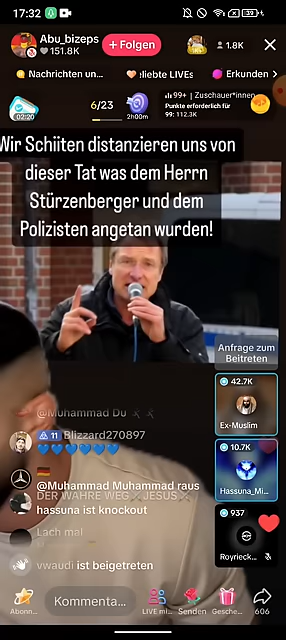 17:32
39
Abu_bizeps
151.8K
+ Folgen
1.8K
Nachrichten un...
:liebte LIVEs
Erkunden
02:20
6/23
2h00m
99+ | Zuschauer*innen
Punkte erforderlich für
99: 112.3K
Wir Schiiten distanzieren uns von
dieser Tat was dem Herrn
Stürzenberger und dem
Polizisten angetan wurden!
Anfrage zum
Beitreten
42.7K
Ex-Muslim
10.7K
Hassuna_Mi...
937
Royrieck...
@Muhammad Du
11 Blizzard270897
@Muhammad Muhammad raus
DER WAHRE WEG JESUS
hassuna ist knockout
Lach mal
vwaudi ist beigetreten
Abonn...
Kommenta...
LIVE mi...
Senden
Gesche...
606